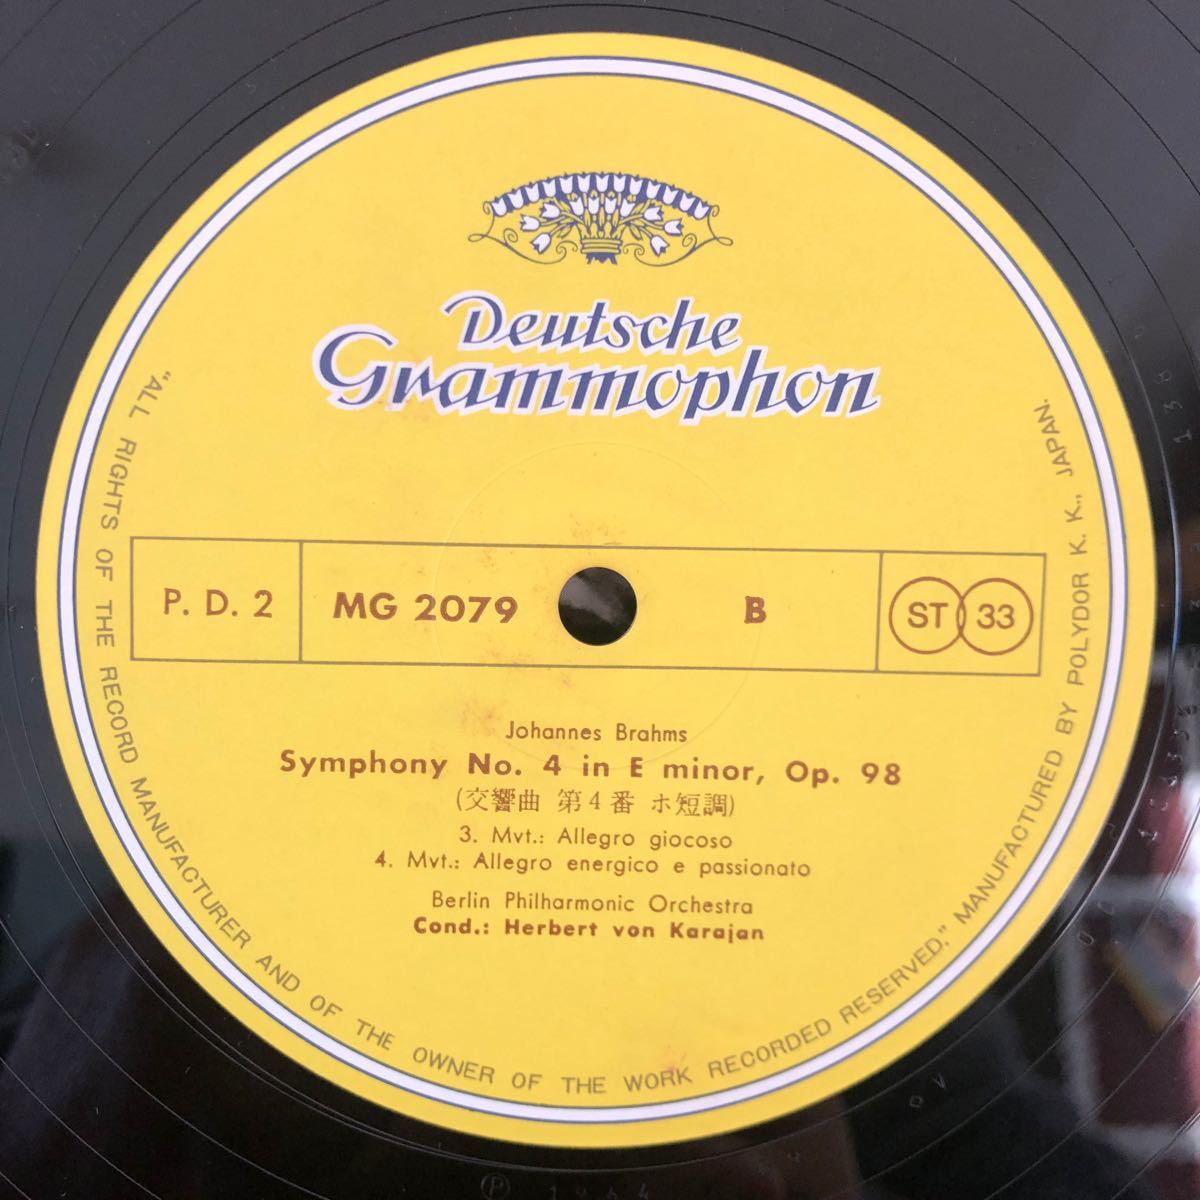 Deutsche
Grammophon
P. D. 2
MG 2079
B
ST 33
Johannes Brahms
Symphony No. 4 in E minor, Op. 98
(交響曲 第4番 ホ短調)
3. Mvt.: Allegro giocoso
4. Mvt.: Allegro energico e passionato
Berlin Philharmonic Orchestra
Cond.: Herbert von Karajan
"ALL RIGHTS OF THE RECORD MANUFACTURER AND OF THE OWNER OF THE WORK RECORDED RESERVED," MANUFACTURED BY POLYDOR K. K., JAPAN.
Ⓟ 1964